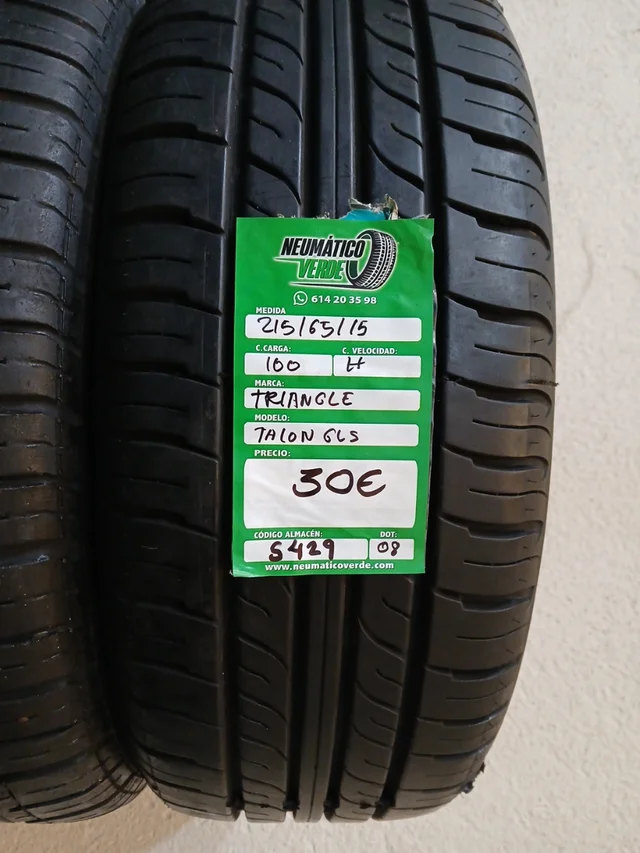 NEUMÁTICO
VERDE
614 20 35 98
MEDIDA
215/65/15
C.CARGA: C. VELOCIDAD:
100 H
MARCA:
TRIANGLE
MODELO:
TALON GLS
PRECIO:
30€
CÓDIGO ALMACÉN: DOT:
S429 08
www.neumaticoverde.com